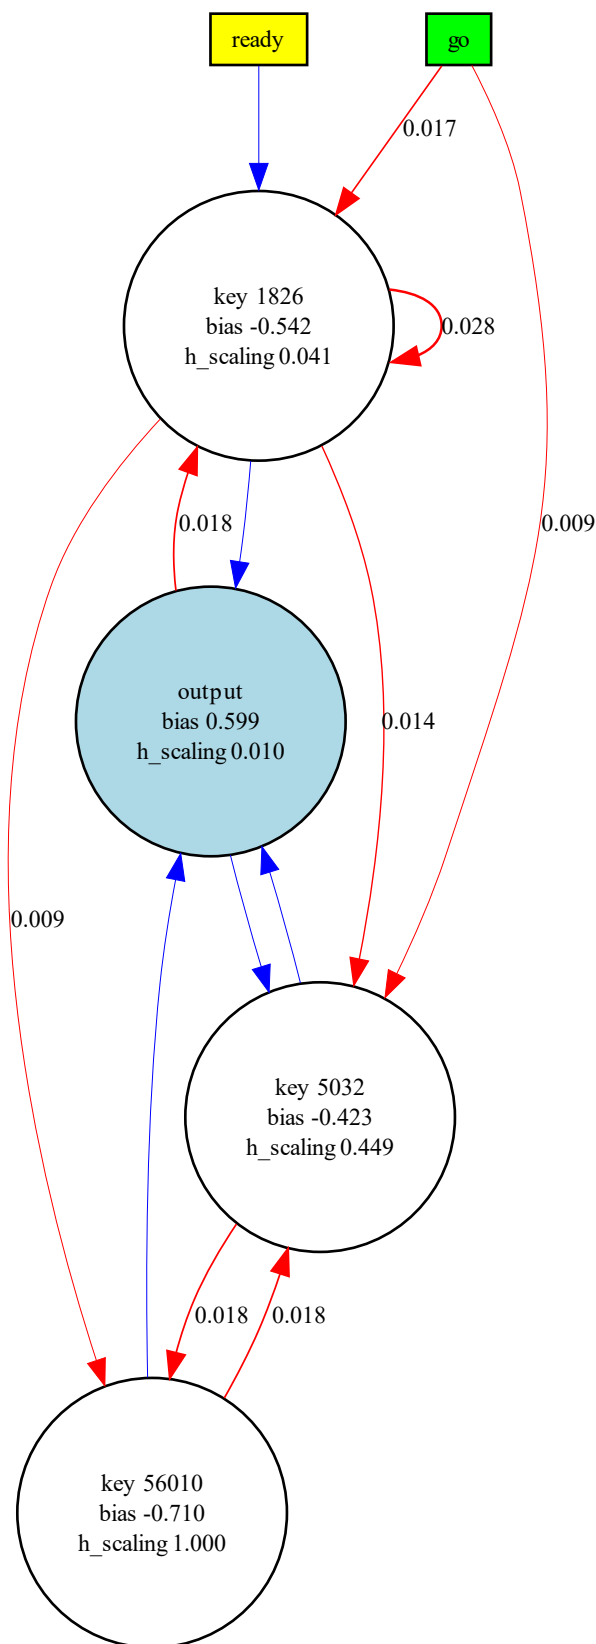 ready
go
0.017
key 1826
bias -0.542
h_scaling 0.041
0.028
0.018
0.009
output
bias 0.599
h_scaling 0.010
0.014
0.009
key 5032
bias -0.423
h_scaling 0.449
0.018
0.018
key 56010
bias -0.710
h_scaling 1.000